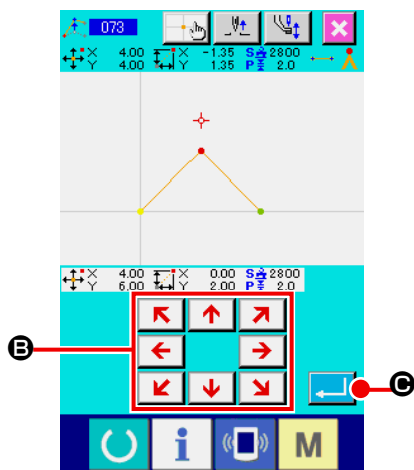 073
X 4.00 X -1.35 S 2800
Y 4.00 Y 1.35 P 2.0
X 4.00 X 0.00 S 2800
Y 6.00 Y 2.00 P 2.0
B
C
i M